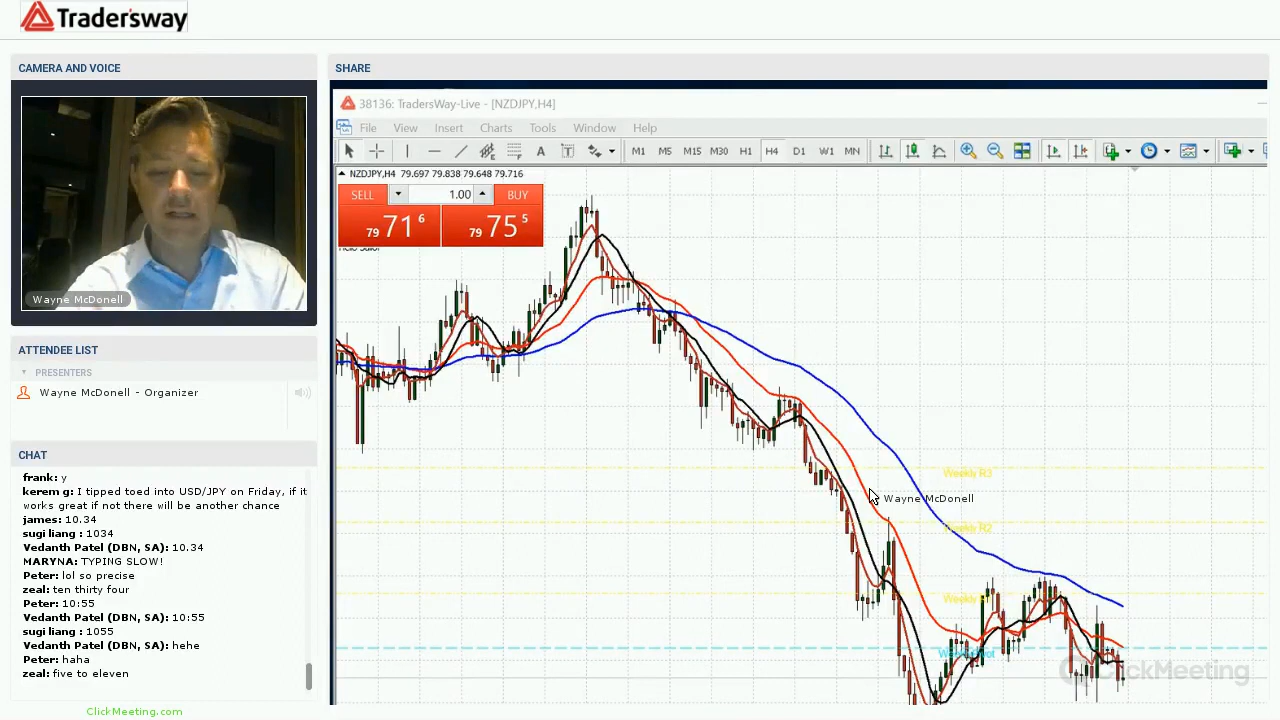 Tradersway
CAMERA AND VOICE
Wayne McDonell
ATTENDEE LIST
PRESENTERS
Wayne McDonell - Organizer
CHAT
frank: y
kerem g: I tipped toed into USD/JPY on Friday, if it
works great if not there will be another chance
james: 10.34
sugi liang : 1034
Vedanth Patel (DBN, SA): 10.34
MARYNA: TYPING SLOW!
Peter: lol so precise
zeal: ten thirty four
Peter: 10:55
Vedanth Patel (DBN, SA): 10:55
sugi liang : 1055
Vedanth Patel (DBN, SA): hehe
Peter: haha
zeal: five to eleven
ClickMeeting.com
SHARE
38136: TradersWay-Live - [NZDJPY,H4]
File View Insert Charts Tools Window Help
A T M1 M5 M15 M30 H1 H4 D1 W1 MN
NZDJPY,H4 79.697 79.838 79.648 79.716
SELL 1.00 BUY
79 71 6 79 75 5
Weekly R3
Wayne McDonell
Weekly R2
ClickMeeting